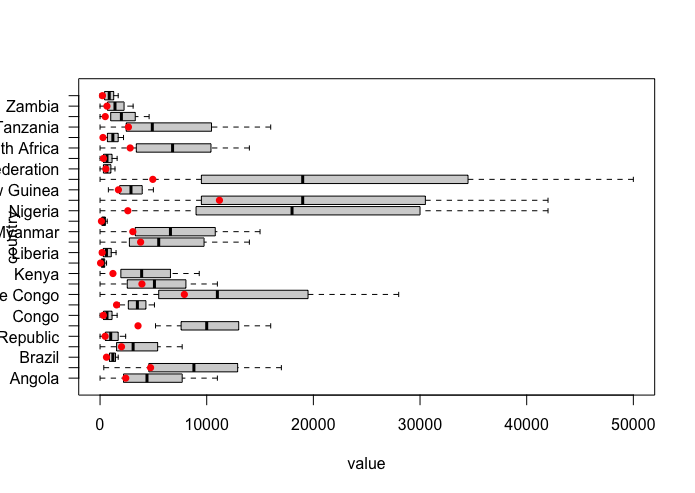 Zambia
Tanzania
th Africa
ederation
w Guinea
Nigeria
country
Myanmar
Liberia
Kenya
e Congo
Congo
Republic
Brazil
Angola
0 10000 20000 30000 40000 50000
value